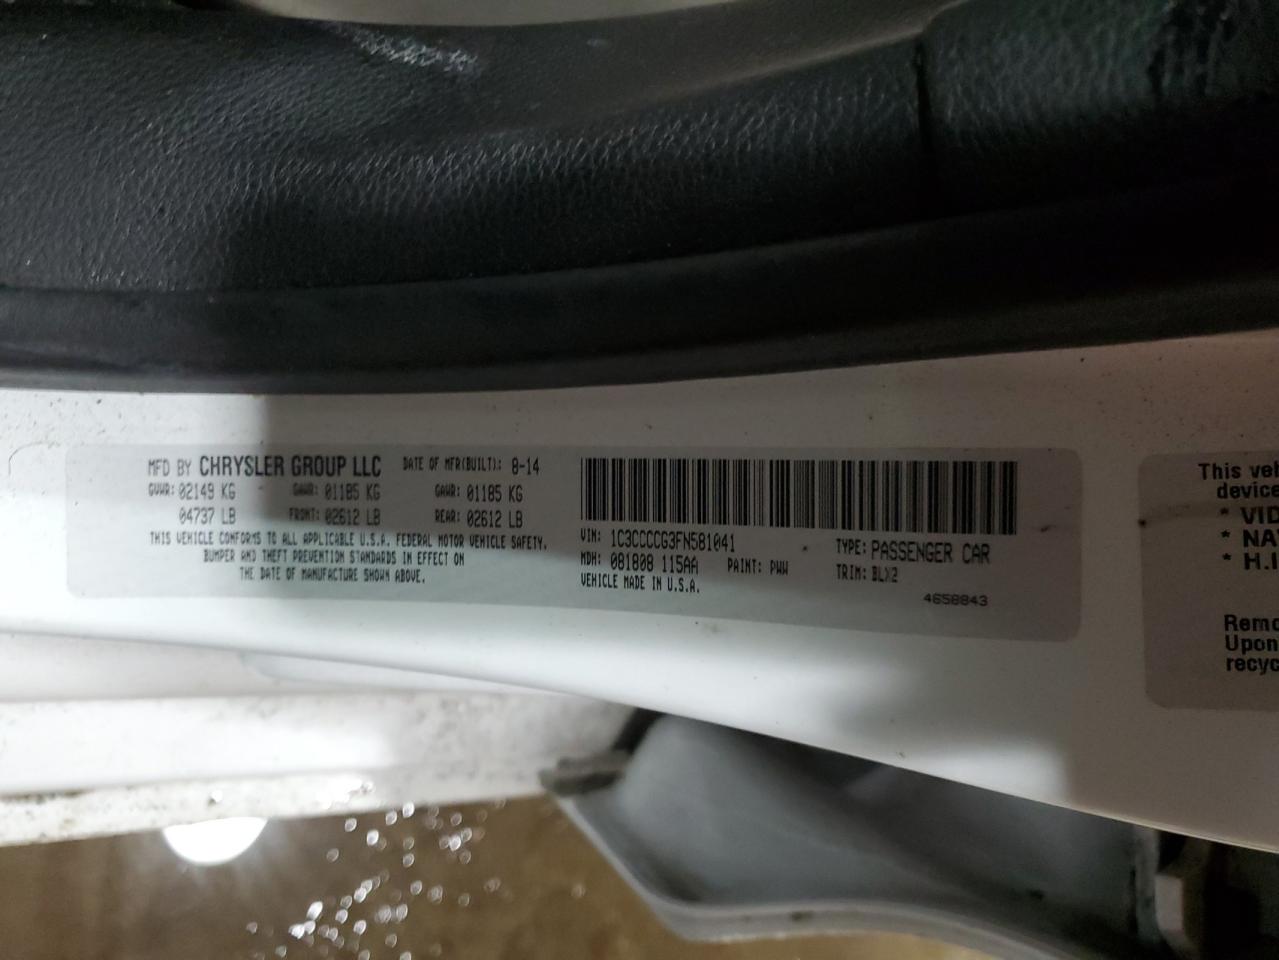 MFD BY CHRYSLER GROUP LLC DATE OF MFR(BUILT): 8-14
GVWR: 02149 KG GAWR: 01185 KG GAWR: 01185 KG
04737 LB FRONT: 02612 LB REAR: 02612 LB
THIS VEHICLE CONFORMS TO ALL APPLICABLE U.S.A. FEDERAL MOTOR VEHICLE SAFETY,
BUMPER AND THEFT PREVENTION STANDARDS IN EFFECT ON
THE DATE OF MANUFACTURE SHOWN ABOVE.
VIN: 1C3CCCCG3FN581041 TYPE: PASSENGER CAR
MDH: 081808 115AA PAINT: PWW TRIM: BLX2
VEHICLE MADE IN U.S.A.
4658843
This veh
device
* VID
* NA
* H.I
Remo
Upon
recyc